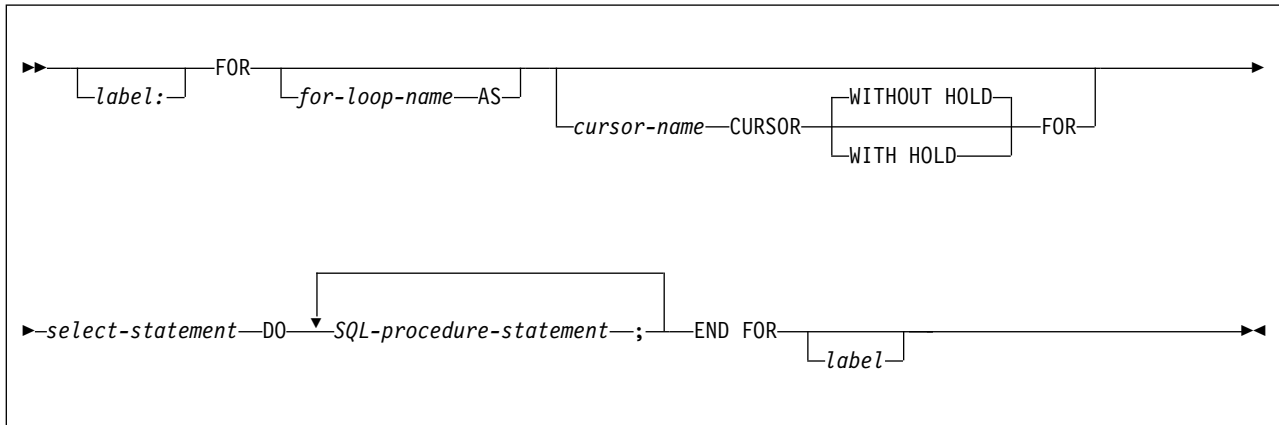 FOR
label:
for-loop-name AS
WITHOUT HOLD
cursor-name CURSOR
FOR
WITH HOLD
select-statement DO SQL-procedure-statement ; END FOR
label